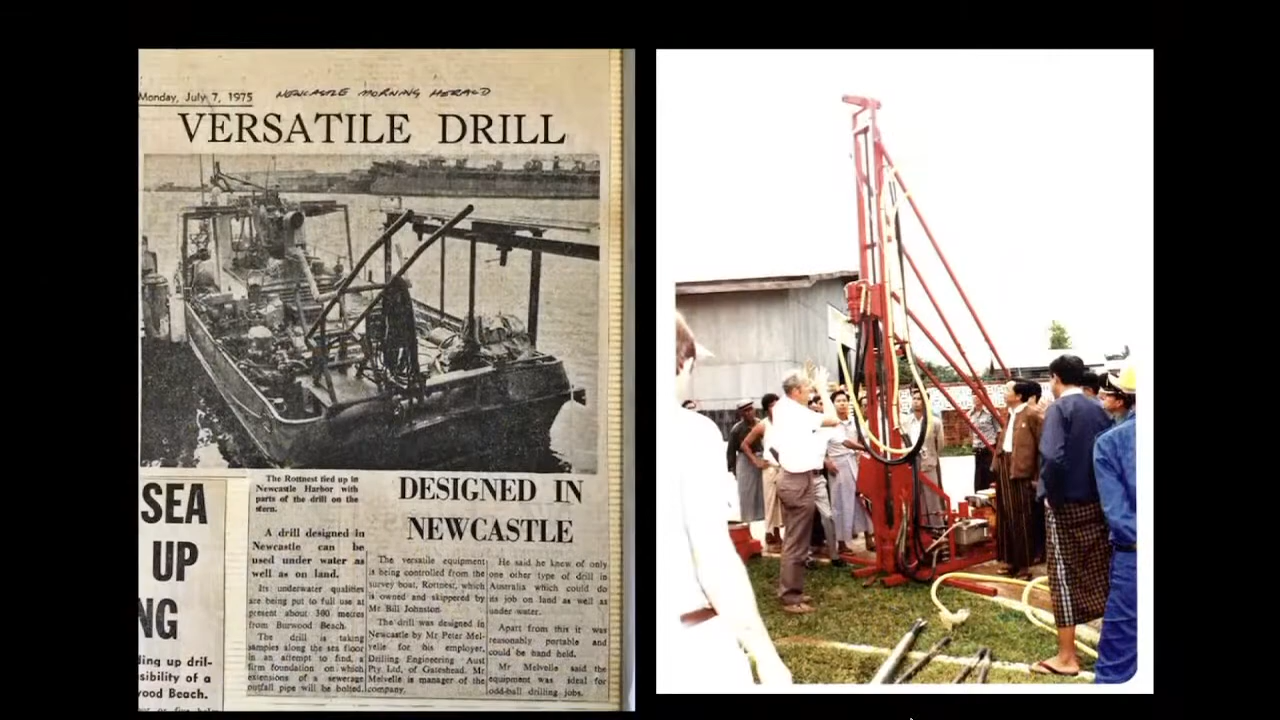 Monday, July 7, 1975
NEWCASTLE MORNING HERALD
VERSATILE DRILL
The Rottnest tied up in
Newcastle Harbor with
parts of the drill on the
stern.
DESIGNED IN
NEWCASTLE
A drill designed in
Newcastle can be
used under water as
well as on land.
Its underwater qualities
are being put to full use at
present about 300 metres
from Burwood Beach.
The drill is taking
samples along the sea floor
in an attempt to find, a
firm foundation on which
extensions of a sewerage
outfall pipe will be bolted.
The versatile equipment
is being controlled from the
survey boat, Rottnest, which
is owned and skippered by
Mr Bill Johnston.
The drill was designed in
Newcastle by Mr Peter Mel-
velle for his employer,
Drilling Engineering Aust
Pty Ltd, of Gateshead. Mr
Melvelle is manager of the
company.
He said he knew of only
one other type of drill in
Australia which could do
its job on land as well as
under water.
Apart from this it was
reasonably portable and
could be hand held.
Mr Melvelle said the
equipment was ideal for
odd-ball drilling jobs.
SEA
UP
NG
ling up dril-
sibility of a
wood Beach.